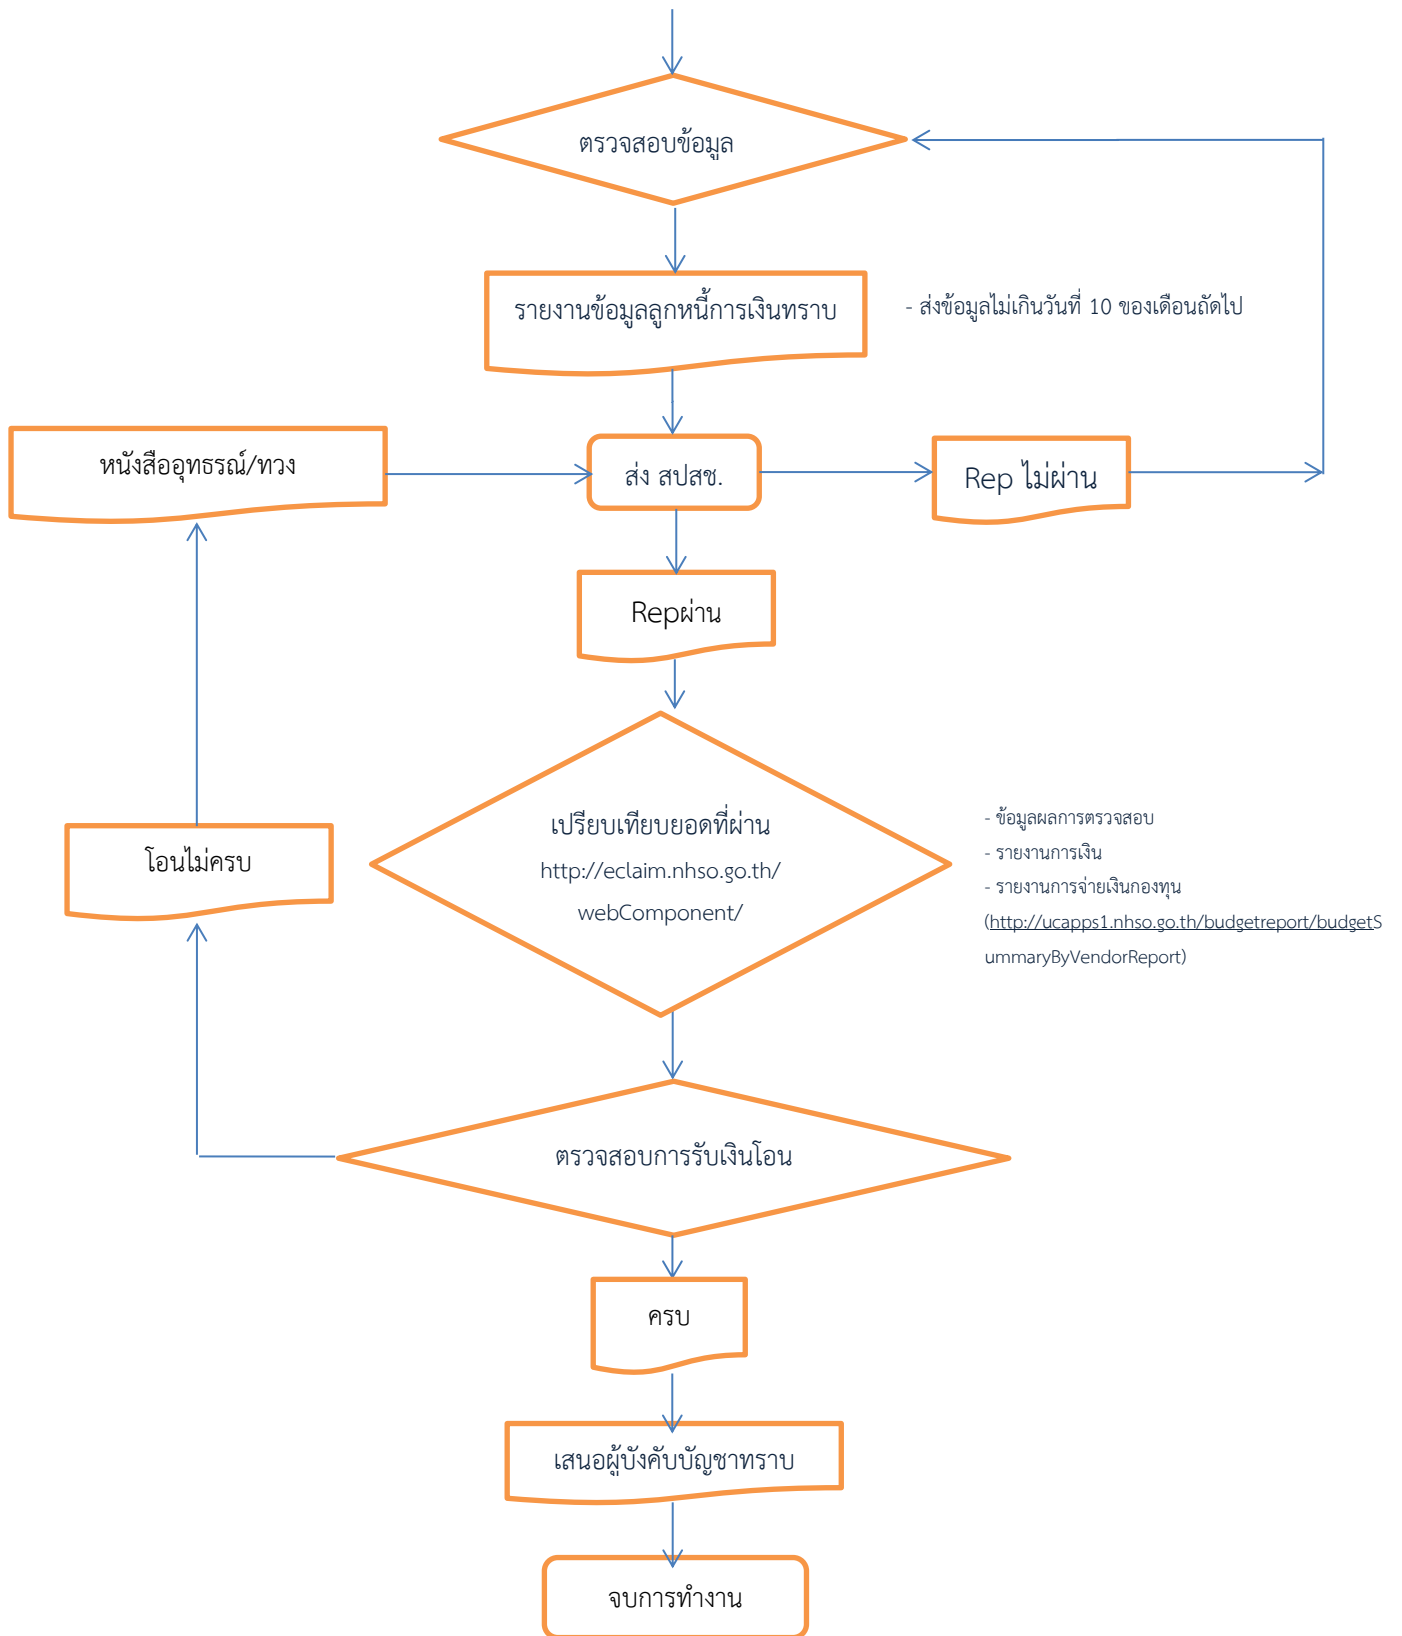 ตรวจสอบข้อมูล
รายงานข้อมูลลูกหนี้การเงินทราบ
- ส่งข้อมูลไม่เกินวันที่ 10 ของเดือนถัดไป
หนังสืออุทธรณ์/ทวง
ส่ง สปสช.
Rep ไม่ผ่าน
Repผ่าน
เปรียบเทียบยอดที่ผ่าน
http://eclaim.nhso.go.th/
webComponent/
- ข้อมูลผลการตรวจสอบ
- รายงานการเงิน
- รายงานการจ่ายเงินกองทุน
(http://ucapps1.nhso.go.th/budgetreport/budgetS
ummaryByVendorReport)
โอนไม่ครบ
ตรวจสอบการรับเงินโอน
ครบ
เสนอผู้บังคับบัญชาทราบ
จบการทำงาน